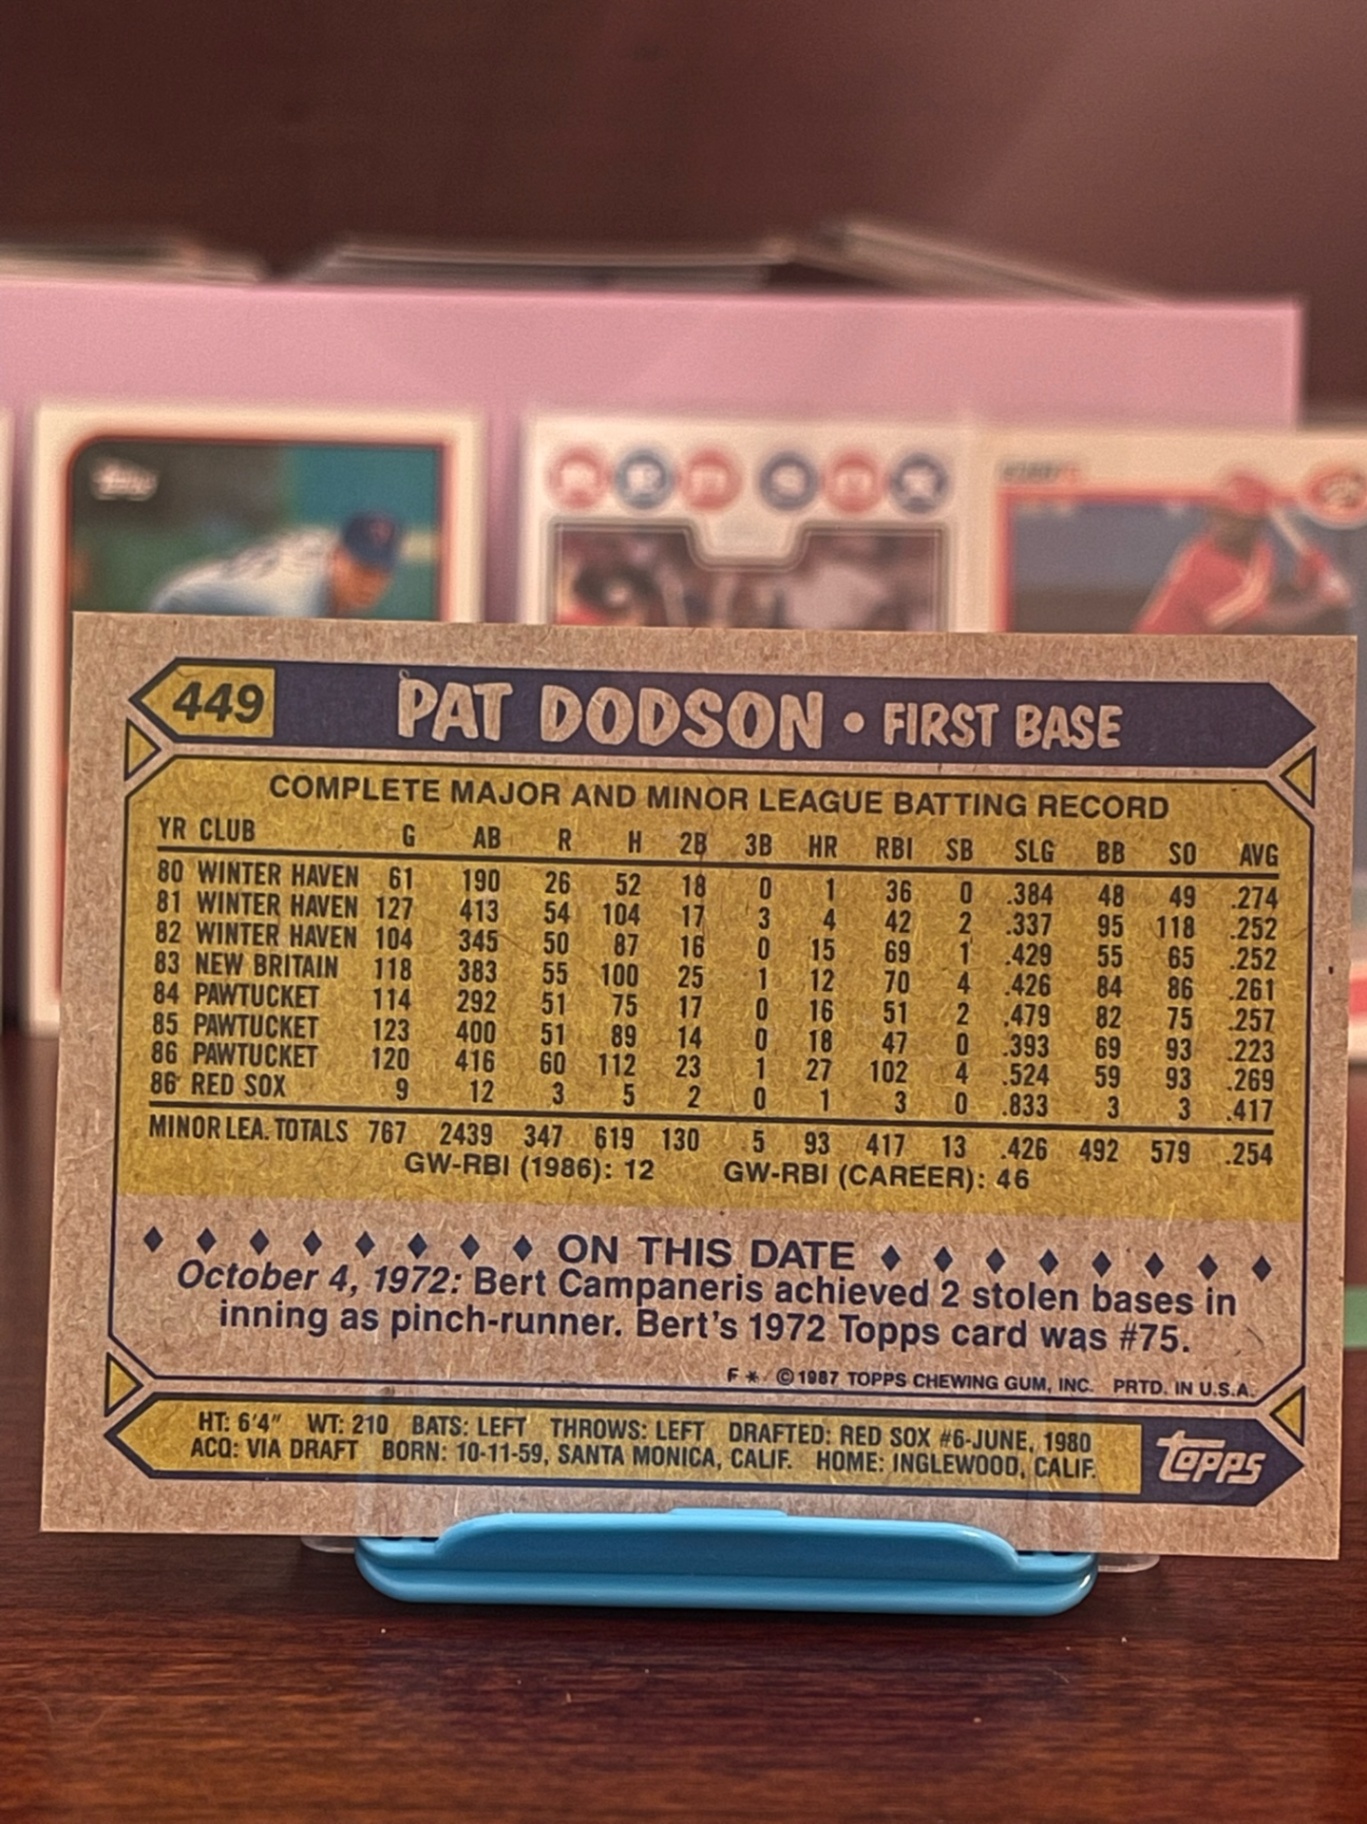 topps
RED SOX
449 PAT DODSON • FIRST BASE
COMPLETE MAJOR AND MINOR LEAGUE BATTING RECORD
YR CLUB G AB R H 2B 3B HR RBI SB SLG BB SO AVG
80 WINTER HAVEN 61 190 26 52 18 0 1 36 0 .384 48 49 .274
81 WINTER HAVEN 127 413 54 104 17 3 4 42 2 .337 95 118 .252
82 WINTER HAVEN 104 345 50 87 16 0 15 69 1 .429 55 65 .252
83 NEW BRITAIN 118 383 55 100 25 1 12 70 4 .426 84 86 .261
84 PAWTUCKET 114 292 51 75 17 0 16 51 2 .479 82 75 .257
85 PAWTUCKET 123 400 51 89 14 0 18 47 0 .393 69 93 .223
86 PAWTUCKET 120 416 60 112 23 1 27 102 4 .524 59 93 .269
86 RED SOX 9 12 3 5 2 0 1 3 0 .833 3 3 .417
MINOR LEA. TOTALS 767 2439 347 619 130 5 93 417 13 .426 492 579 .254
GW-RBI (1986): 12 GW-RBI (CAREER): 46
♦ ♦ ♦ ♦ ♦ ♦ ♦ ♦ ON THIS DATE ♦ ♦ ♦ ♦ ♦ ♦ ♦ ♦
October 4, 1972: Bert Campaneris achieved 2 stolen bases in
inning as pinch-runner. Bert's 1972 Topps card was #75.
F * ©1987 TOPPS CHEWING GUM, INC. PRTD. IN U.S.A.
HT: 6'4" WT: 210 BATS: LEFT THROWS: LEFT DRAFTED: RED SOX #6-JUNE, 1980
ACQ: VIA DRAFT BORN: 10-11-59, SANTA MONICA, CALIF. HOME: INGLEWOOD, CALIF.
topps